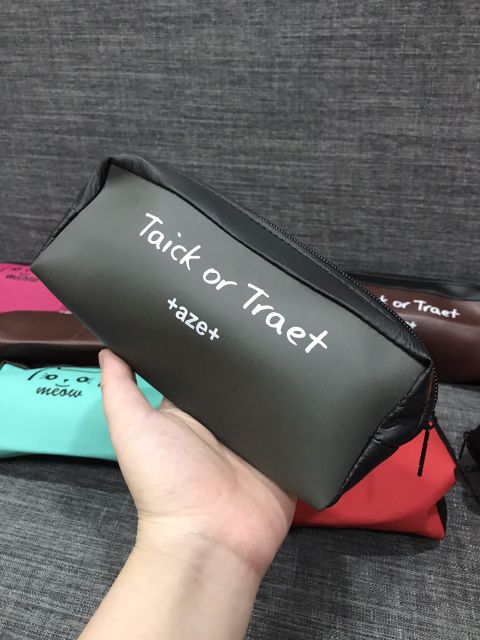 Taick or Traet
+aze+
meow
meow
or Traet